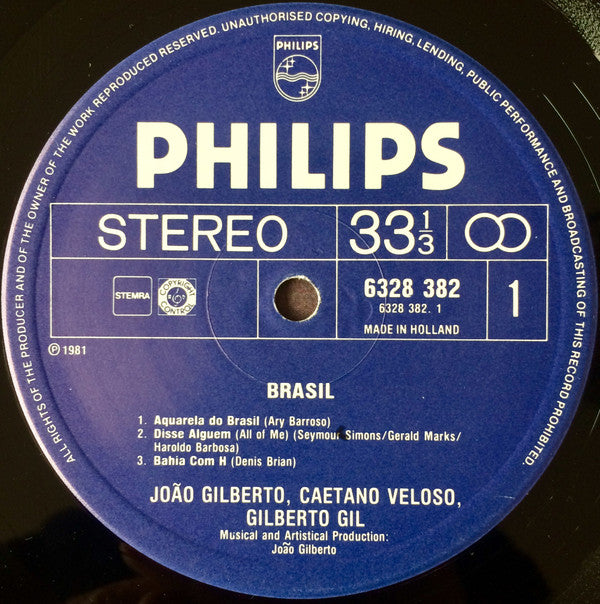 ALL RIGHTS OF THE PRODUCER AND OF THE OWNER OF THE WORK REPRODUCED RESERVED. UNAUTHORISED COPYING, HIRING, LENDING, PUBLIC PERFORMANCE AND BROADCASTING OF THIS RECORD PROHIBITED.
PHILIPS
PHILIPS
STEREO
33 1/3
STEMRA
COPYRIGHT CONTROL
6328 382
6328 382. 1
MADE IN HOLLAND
1
℗ 1981
BRASIL
1. Aquarela do Brasil (Ary Barroso)
2. Disse Alguem (All of Me) (Seymour Simons/Gerald Marks/
Haroldo Barbosa)
3. Bahia Com H (Denis Brian)
JOÃO GILBERTO, CAETANO VELOSO,
GILBERTO GIL
Musical and Artistical Production:
João Gilberto